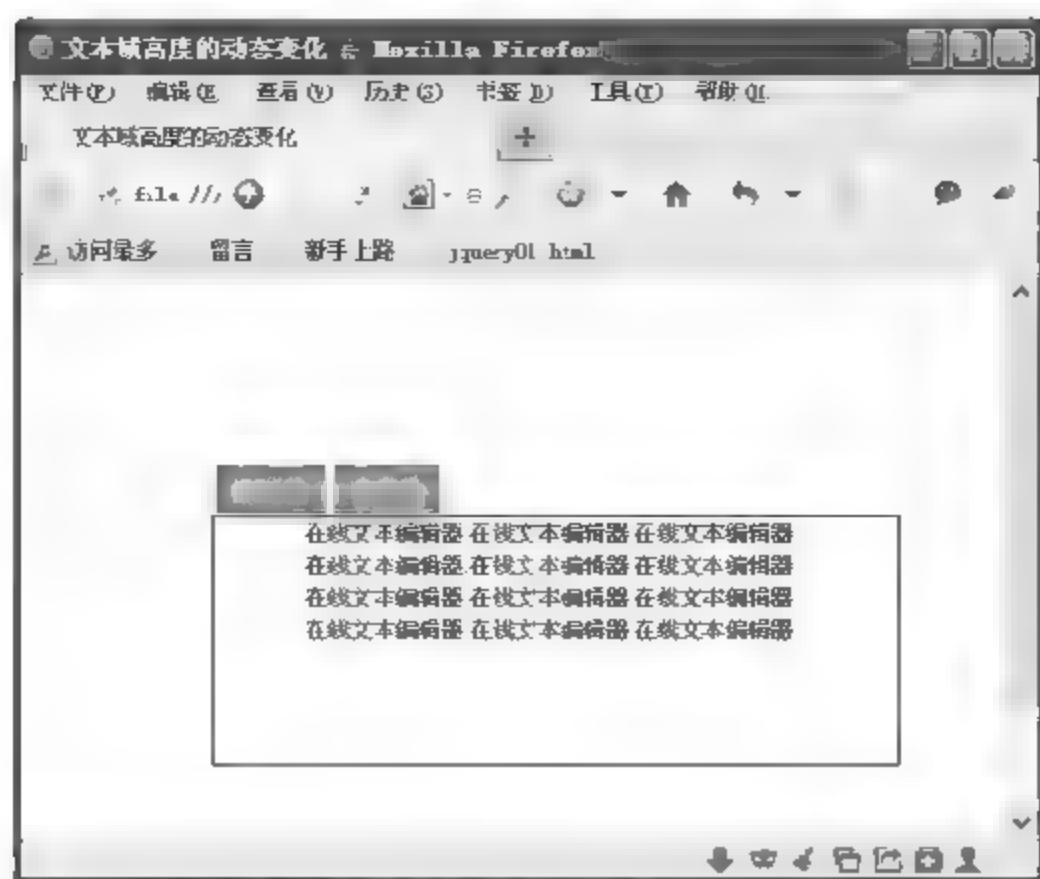 文本域高度的动态变化 - Mozilla Firefox
文件(F) 编辑(E) 查看(V) 历史(S) 书签(B) 工具(T) 帮助(H)
文本域高度的动态变化 +
file ///
访问最多 留言 新手上路 jquery01 html
在线文本编辑器 在线文本编辑器 在线文本编辑器
在线文本编辑器 在线文本编辑器 在线文本编辑器
在线文本编辑器 在线文本编辑器 在线文本编辑器
在线文本编辑器 在线文本编辑器 在线文本编辑器